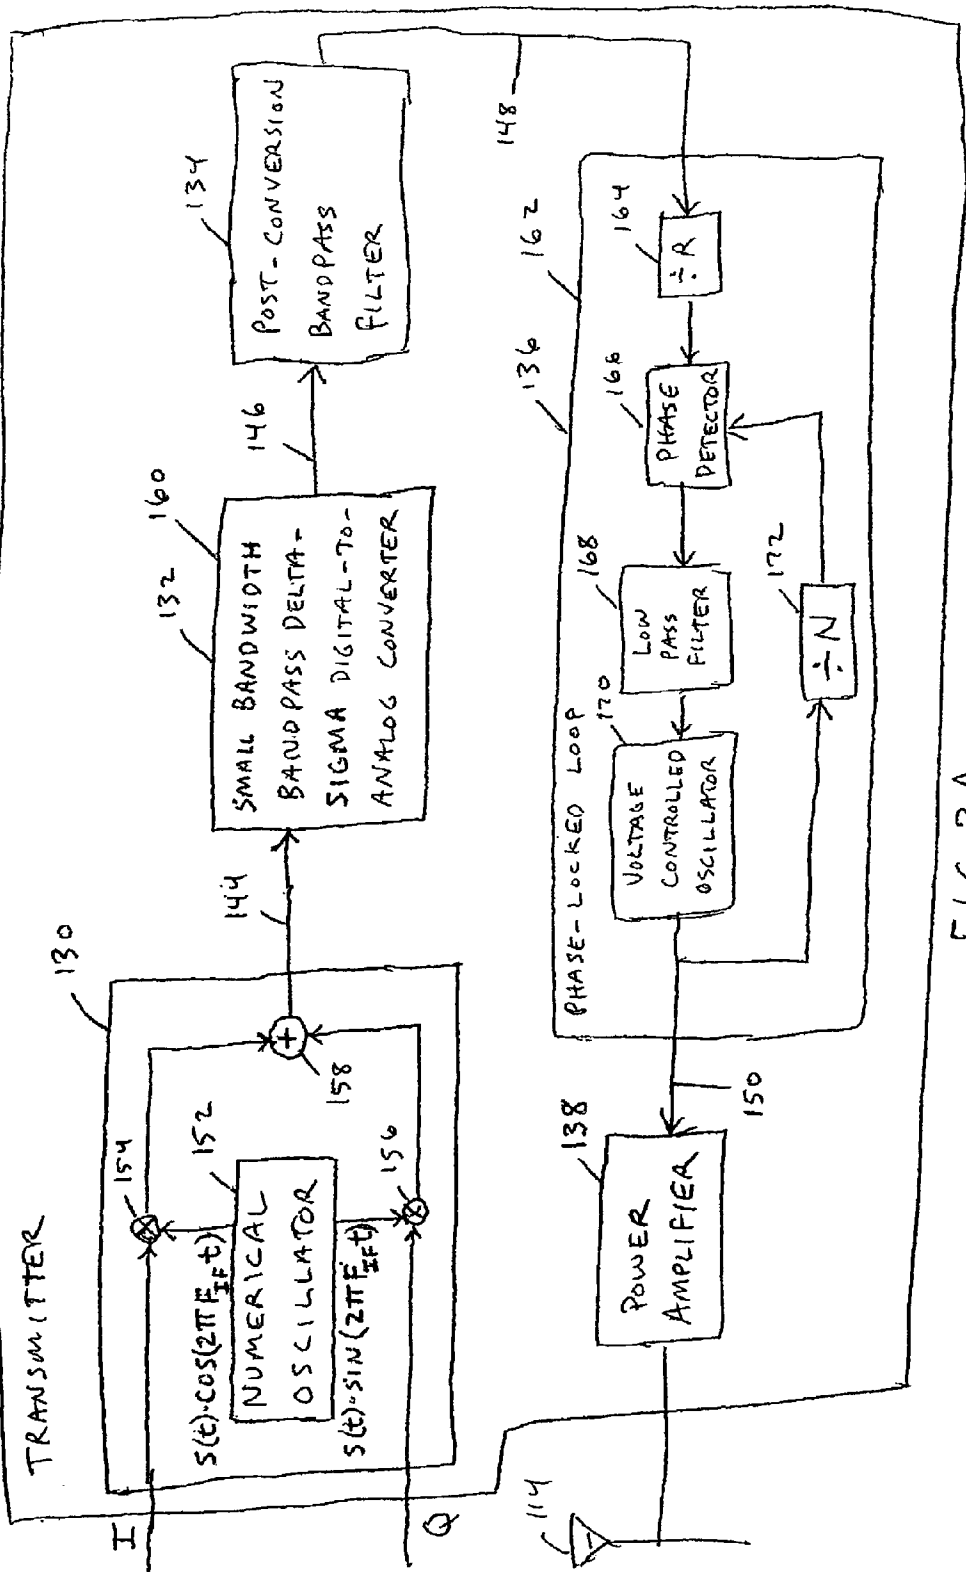 TRANSMITTER
I
Q
130
154
S(t)·COS(2πF_IF t)
152
NUMERICAL
OSCILLATOR
S(t)·SIN(2πF_IF t)
156
+
158
144
132
160
SMALL BANDWIDTH
BANDPASS DELTA-
SIGMA DIGITAL-TO-
ANALOG CONVERTER
146
134
POST-CONVERSION
BANDPASS
FILTER
148
136
162
PHASE-LOCKED LOOP
164
÷R
166
PHASE
DETECTOR
168
LOW
PASS
FILTER
170
VOLTAGE
CONTROLLED
OSCILLATOR
172
÷N
150
138
POWER
AMPLIFIER
114